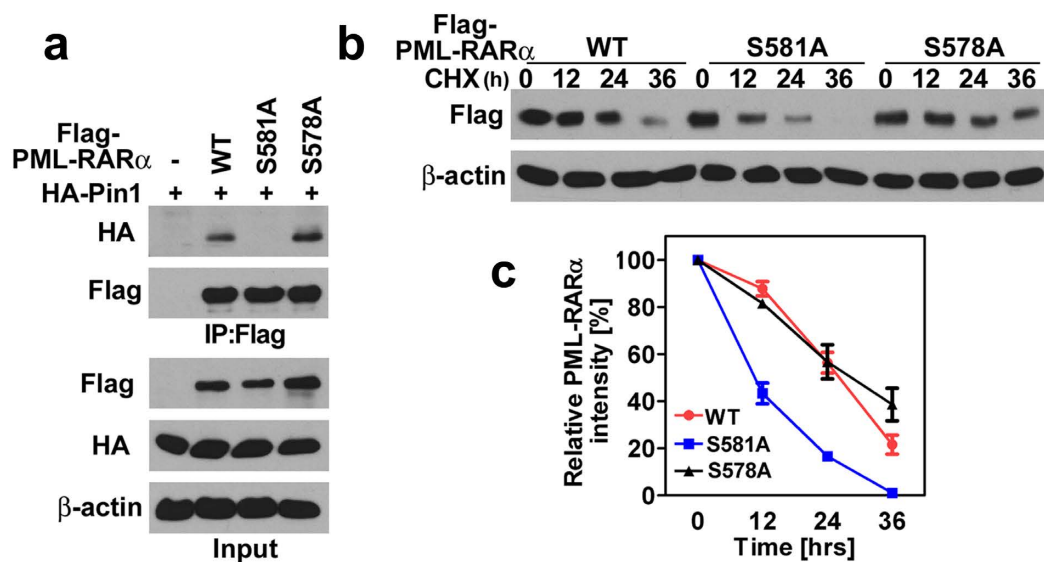 a
Flag-
PML-RARα - WT S581A S578A
HA-Pin1 + + + +
HA
Flag
IP:Flag
Flag
HA
β-actin
Input
b
Flag-
PML-RARα WT S581A S578A
CHX(h) 0 12 24 36 0 12 24 36 0 12 24 36
Flag
β-actin
c
Relative PML-RARα
intensity [%]
100
80
60
40
20
0
WT
S581A
S578A
0 12 24 36
Time [hrs]